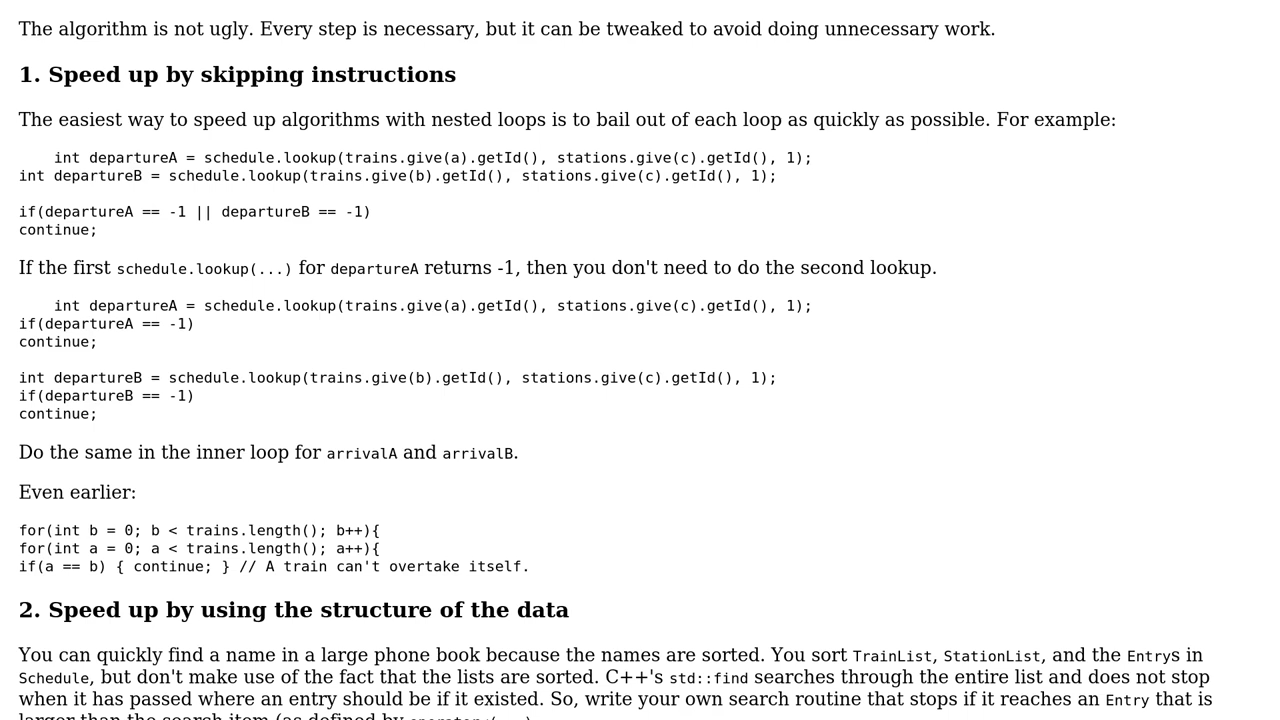 The algorithm is not ugly. Every step is necessary, but it can be tweaked to avoid doing unnecessary work.
1. Speed up by skipping instructions
The easiest way to speed up algorithms with nested loops is to bail out of each loop as quickly as possible. For example:
    int departureA = schedule.lookup(trains.give(a).getId(), stations.give(c).getId(), 1);
int departureB = schedule.lookup(trains.give(b).getId(), stations.give(c).getId(), 1);
if(departureA == -1 || departureB == -1)
continue;
If the first schedule.lookup(...) for departureA returns -1, then you don't need to do the second lookup.
    int departureA = schedule.lookup(trains.give(a).getId(), stations.give(c).getId(), 1);
if(departureA == -1)
continue;
int departureB = schedule.lookup(trains.give(b).getId(), stations.give(c).getId(), 1);
if(departureB == -1)
continue;
Do the same in the inner loop for arrivalA and arrivalB.
Even earlier:
for(int b = 0; b < trains.length(); b++){
for(int a = 0; a < trains.length(); a++){
if(a == b) { continue; } // A train can't overtake itself.
2. Speed up by using the structure of the data
You can quickly find a name in a large phone book because the names are sorted. You sort TrainList, StationList, and the Entrys in
Schedule, but don't make use of the fact that the lists are sorted. C++'s std::find searches through the entire list and does not stop
when it has passed where an entry should be if it existed. So, write your own search routine that stops if it reaches an Entry that is
larger than the search item (as defined by